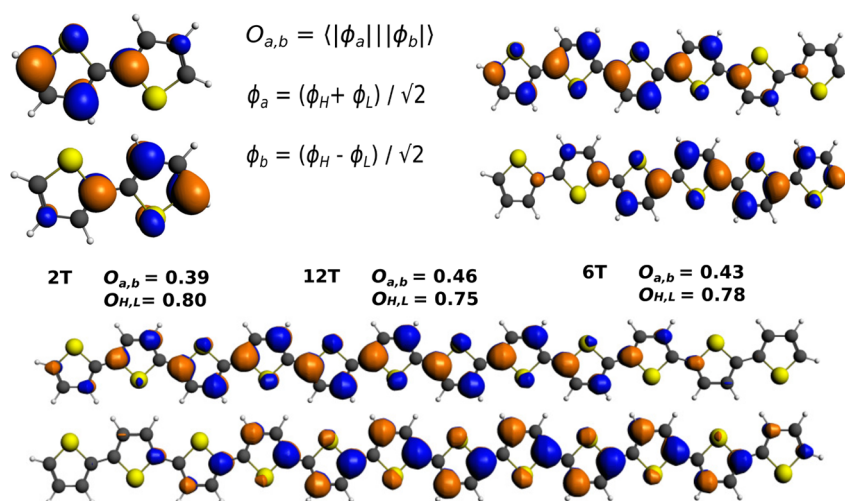 O_{a,b} = ⟨|ϕ_a|||ϕ_b|⟩
ϕ_a = (ϕ_H+ ϕ_L) / √2
ϕ_b = (ϕ_H - ϕ_L) / √2
2T O_{a,b} = 0.39
O_{H,L}= 0.80
12T O_{a,b} = 0.46
O_{H,L} = 0.75
6T O_{a,b} = 0.43
O_{H,L} = 0.78